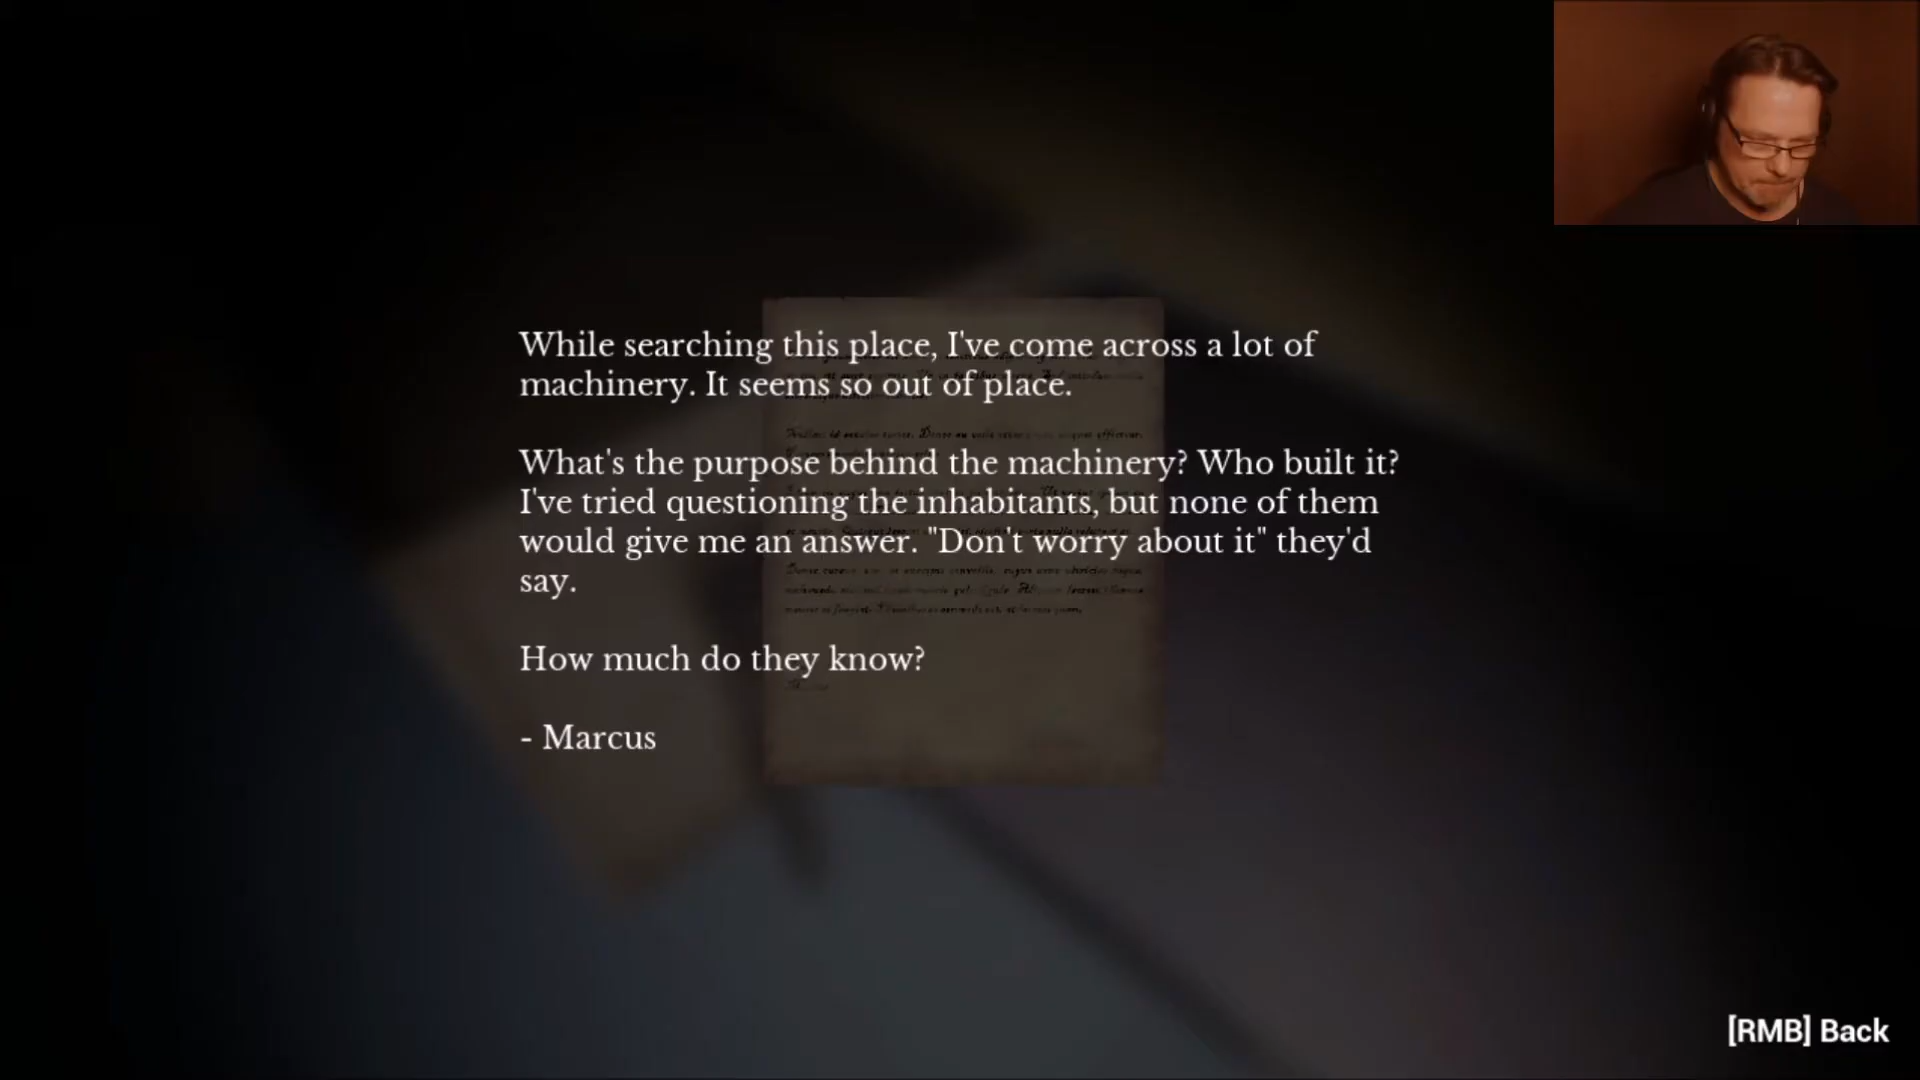 While searching this place, I've come across a lot of
machinery. It seems so out of place.
What's the purpose behind the machinery? Who built it?
I've tried questioning the inhabitants, but none of them
would give me an answer. "Don't worry about it" they'd
say.
How much do they know?
- Marcus
[RMB] Back